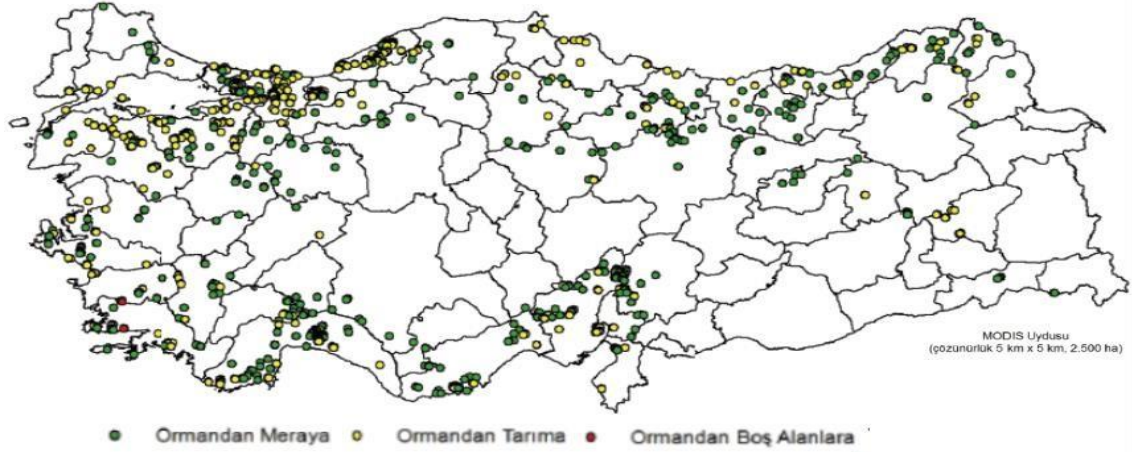 MODIS Uydusu
(çözünürlük 5 km x 5 km, 2.500 ha)
Ormandan Meraya Ormandan Tarıma Ormandan Boş Alanlara